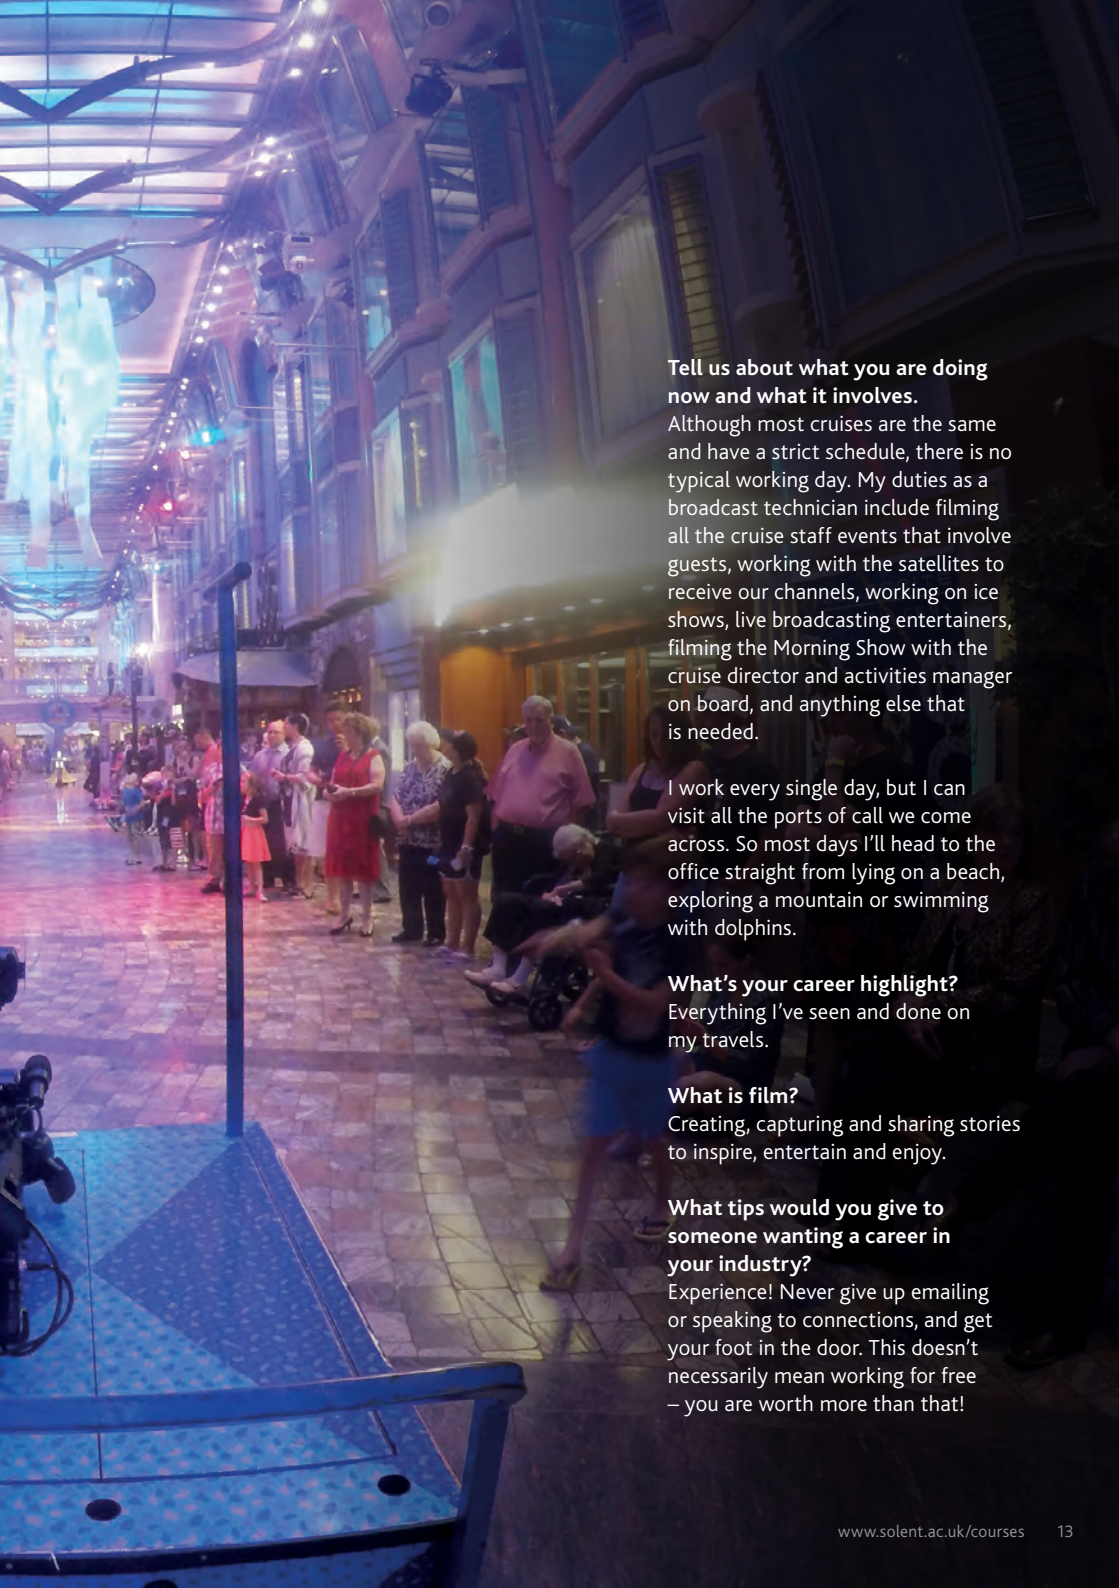 Tell us about what you are doing
now and what it involves.
Although most cruises are the same
and have a strict schedule, there is no
typical working day. My duties as a
broadcast technician include filming
all the cruise staff events that involve
guests, working with the satellites to
receive our channels, working on ice
shows, live broadcasting entertainers,
filming the Morning Show with the
cruise director and activities manager
on board, and anything else that
is needed.
I work every single day, but I can
visit all the ports of call we come
across. So most days I’ll head to the
office straight from lying on a beach,
exploring a mountain or swimming
with dolphins.
What’s your career highlight?
Everything I’ve seen and done on
my travels.
What is film?
Creating, capturing and sharing stories
to inspire, entertain and enjoy.
What tips would you give to
someone wanting a career in
your industry?
Experience! Never give up emailing
or speaking to connections, and get
your foot in the door. This doesn’t
necessarily mean working for free
– you are worth more than that!
www.solent.ac.uk/courses 13